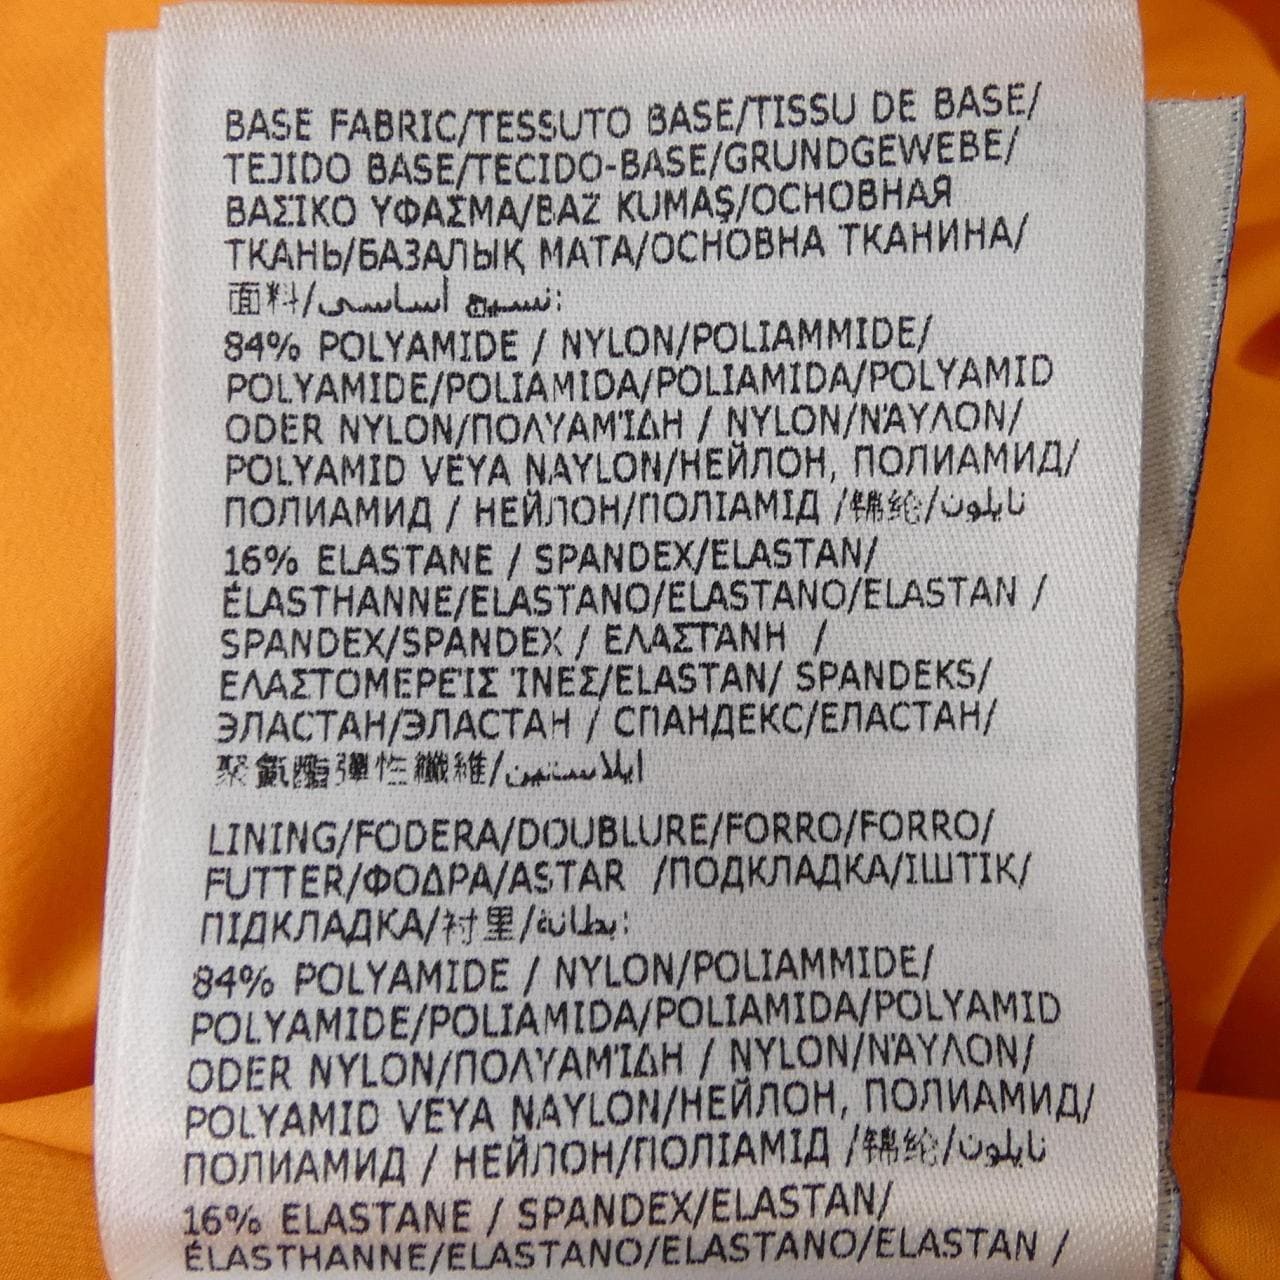 BASE FABRIC/TESSUTO BASE/TISSU DE BASE/
TEJIDO BASE/TECIDO-BASE/GRUNDGEWEBE/
ΒΑΣΊΚΟ ΥΦΑΣΜΑ/BAZ KUMAŞ/ОСНОВНАЯ
ТКАНЬ/БАЗАЛЫҚ МАТА/ОСНОВНА ТКАНИНА/
面料/نسيج أساسى:
84% POLYAMIDE / NYLON/POLIAMMIDE/
POLYAMIDE/POLIAMIDA/POLIAMIDA/POLYAMID
ODER NYLON/ΠΟΛΥΑΜΊΔΗ / NYLON/ΝΆΥΛΟΝ/
POLYAMID VEYA NAYLON/НЕЙЛОН, ПОЛИАМИД/
ПОЛИАМИД / НЕЙЛОН/ПОЛІАМІД /锦纶/نايلون
16% ELASTANE / SPANDEX/ELASTAN/
ÉLASTHANNE/ELASTANO/ELASTANO/ELASTAN /
SPANDEX/SPANDEX / ΕΛΑΣΤΆΝΗ /
ΕΛΑΣΤΟΜΕΡΕΊΣ ΊΝΕΣ/ELASTAN/ SPANDEKS/
ЭЛАСТАН/ЭЛАСТАН / СПАНДЕКС/ЕЛАСТАН/
聚氨酯彈性纖維/ايلاستين
LINING/FODERA/DOUBLURE/FORRO/FORRO/
FUTTER/ΦΟΔΡΑ/ASTAR /ПОДКЛАДКА/ІШТІК/
ПІДКЛАДКА/衬里/بطانة:
84% POLYAMIDE / NYLON/POLIAMMIDE/
POLYAMIDE/POLIAMIDA/POLIAMIDA/POLYAMID
ODER NYLON/ΠΟΛΥΑΜΊΔΗ / NYLON/ΝΆΥΛΟΝ/
POLYAMID VEYA NAYLON/НЕЙЛОН, ПОЛИАМИД/
ПОЛИАМИД / НЕЙЛОН/ПОЛІАМІД /锦纶/نايلون
16% ELASTANE / SPANDEX/ELASTAN/
ÉLASTHANNE/ELASTANO/ELASTANO/ELASTAN /